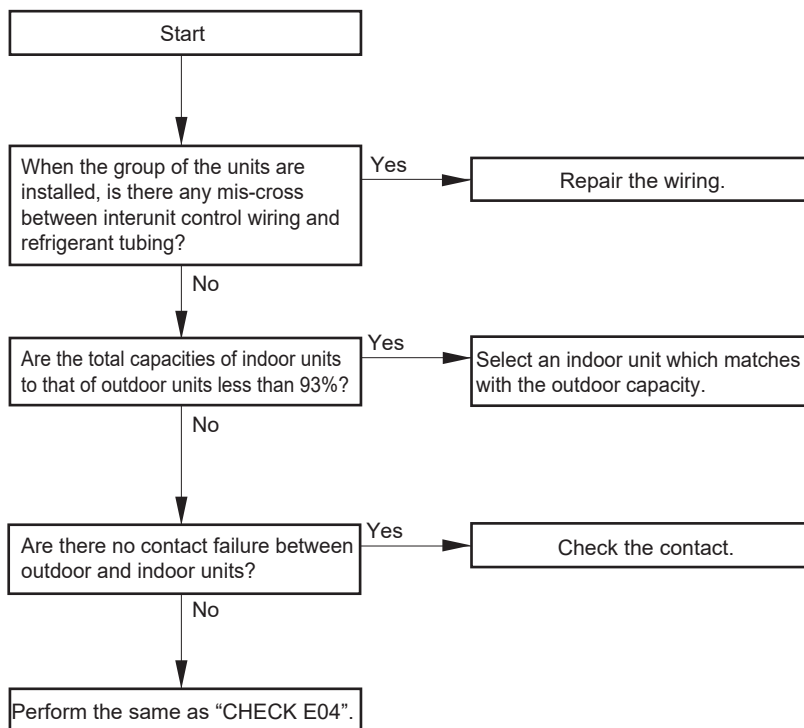 Start
When the group of the units are
installed, is there any mis-cross
between interunit control wiring and
refrigerant tubing?
Yes
Repair the wiring.
No
Are the total capacities of indoor units
to that of outdoor units less than 93%?
Yes
Select an indoor unit which matches
with the outdoor capacity.
No
Are there no contact failure between
outdoor and indoor units?
Yes
Check the contact.
No
Perform the same as “CHECK E04”.